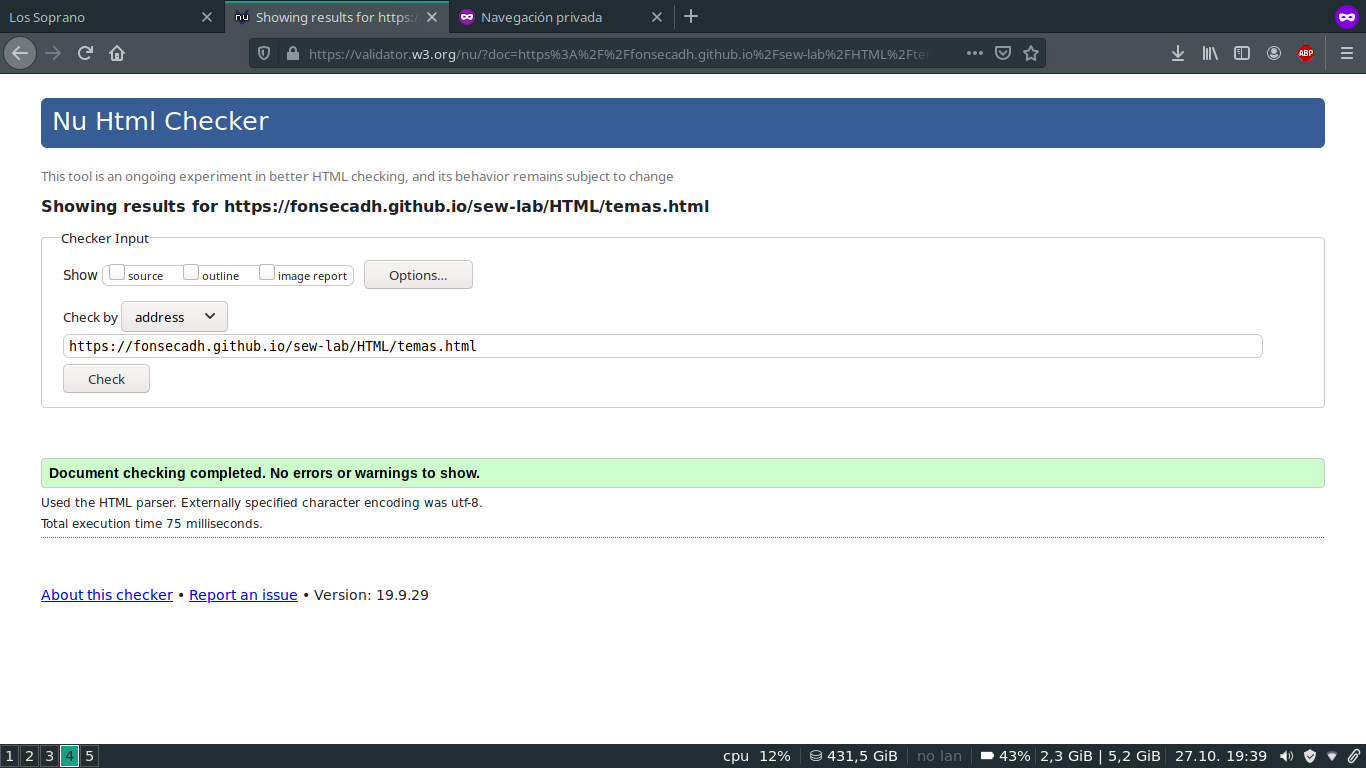 Los Soprano
nu Showing results for https:/
Navegación privada
https://validator.w3.org/nu/?doc=https%3A%2F%2Ffonsecadh.github.io%2Fsew-lab%2FHTML%2Fte
ABP
Nu Html Checker
This tool is an ongoing experiment in better HTML checking, and its behavior remains subject to change
Showing results for https://fonsecadh.github.io/sew-lab/HTML/temas.html
Checker Input
Show source outline image report Options...
Check by address
https://fonsecadh.github.io/sew-lab/HTML/temas.html
Check
Document checking completed. No errors or warnings to show.
Used the HTML parser. Externally specified character encoding was utf-8.
Total execution time 75 milliseconds.
About this checker • Report an issue • Version: 19.9.29
1 2 3 4 5 cpu 12% | 431,5 GiB | no lan | 43% | 2,3 GiB | 5,2 GiB | 27.10. 19:39